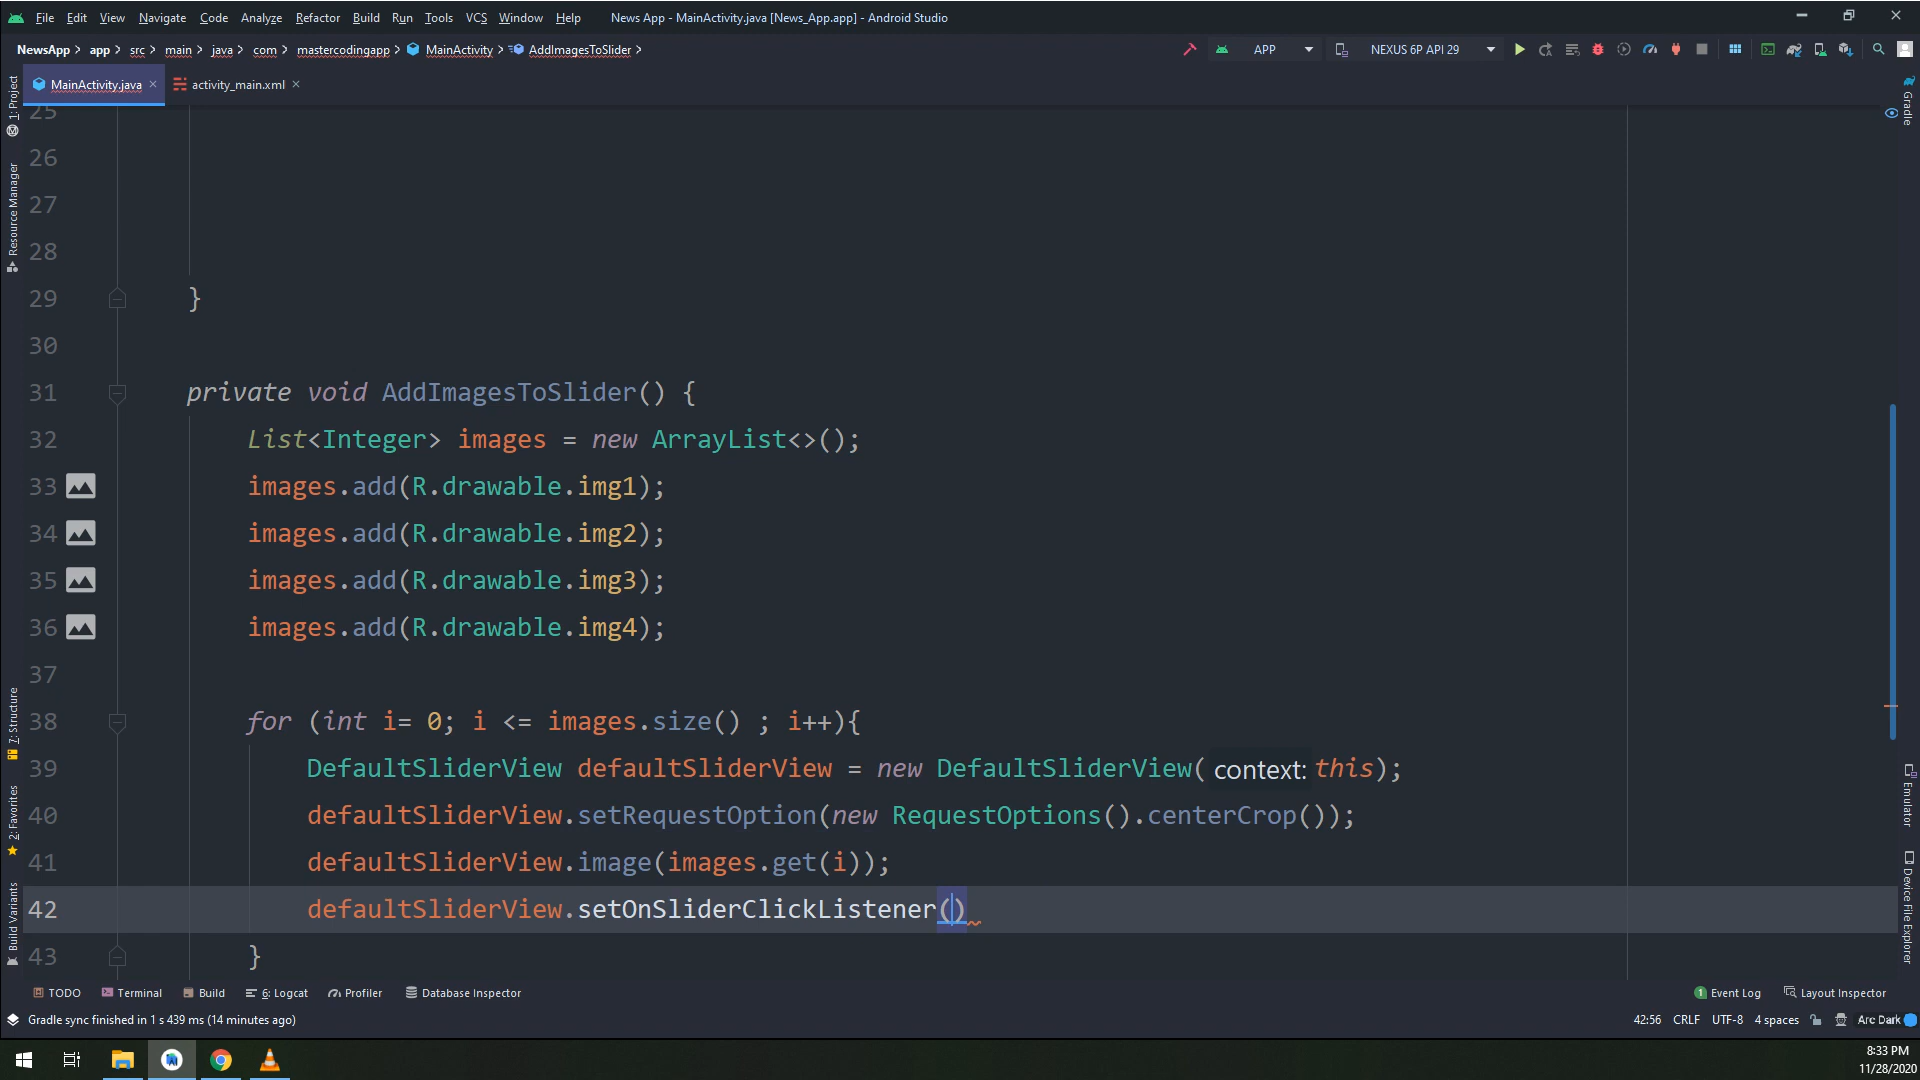 File Edit View Navigate Code Analyze Refactor Build Run Tools VCS Window Help News App - MainActivity.java [News_App.app] - Android Studio
NewsApp app src main java com mastercodingapp MainActivity AddImagesToSlider APP NEXUS 6P API 29
MainActivity.java activity_main.xml
1: Project
Resource Manager
7: Structure
2: Favorites
Build Variants
Gradle
Emulator
Device File Explorer
25
26
27
28
29 }
30
31 private void AddImagesToSlider() {
32 List<Integer> images = new ArrayList<>();
33 images.add(R.drawable.img1);
34 images.add(R.drawable.img2);
35 images.add(R.drawable.img3);
36 images.add(R.drawable.img4);
37
38 for (int i= 0; i <= images.size() ; i++){
39 DefaultSliderView defaultSliderView = new DefaultSliderView( context: this);
40 defaultSliderView.setRequestOption(new RequestOptions().centerCrop());
41 defaultSliderView.image(images.get(i));
42 defaultSliderView.setOnSliderClickListener()
43 }
TODO Terminal Build 6: Logcat Profiler Database Inspector 1 Event Log Layout Inspector
Gradle sync finished in 1 s 439 ms (14 minutes ago) 42:56 CRLF UTF-8 4 spaces Arc Dark
8:33 PM
11/28/2020